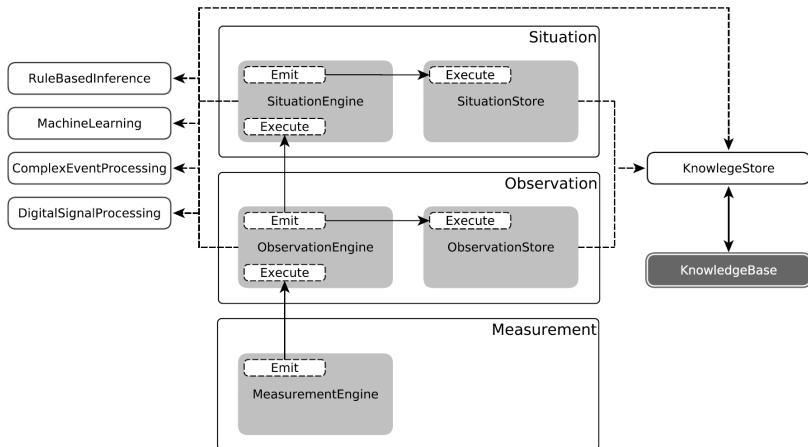 Situation
Emit
Execute
SituationEngine
SituationStore
Execute
RuleBasedInference
MachineLearning
ComplexEventProcessing
DigitalSignalProcessing
KnowlegeStore
KnowledgeBase
Observation
Emit
Execute
ObservationEngine
ObservationStore
Execute
Measurement
Emit
MeasurementEngine